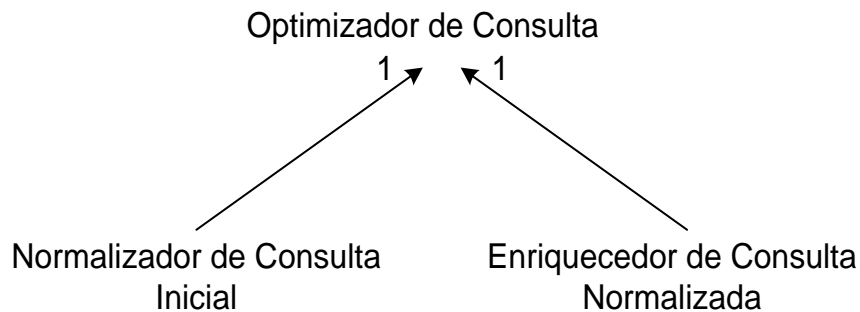 Optimizador de Consulta
1 1
Normalizador de Consulta
Inicial
Enriquecedor de Consulta
Normalizada